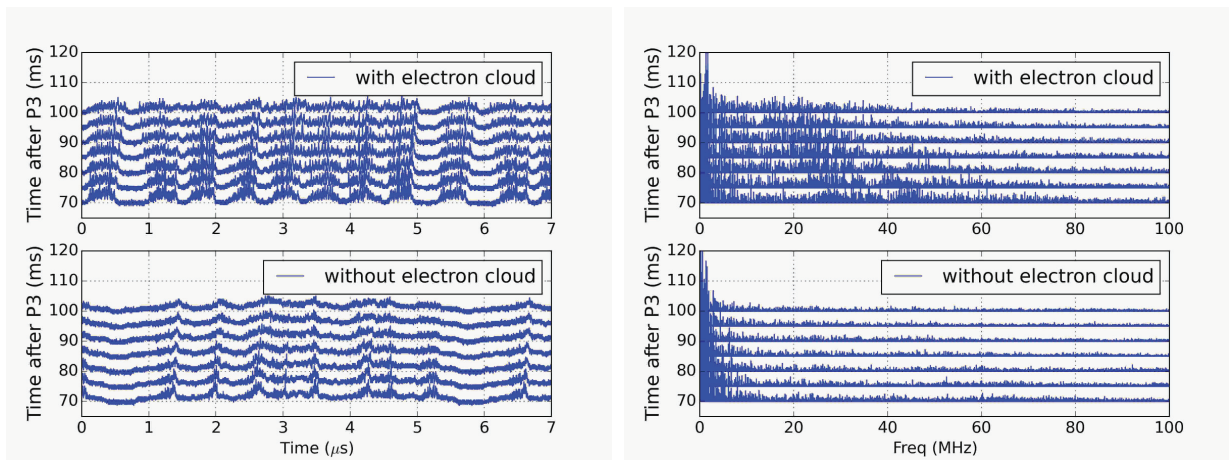 120
110
100
90
80
70
Time after P3 (ms)
with electron cloud
0 1 2 3 4 5 6 7
120
110
100
90
80
70
Time after P3 (ms)
without electron cloud
0 1 2 3 4 5 6 7
Time (μs)
120
110
100
90
80
70
Time after P3 (ms)
with electron cloud
0 20 40 60 80 100
120
110
100
90
80
70
Time after P3 (ms)
without electron cloud
0 20 40 60 80 100
Freq (MHz)